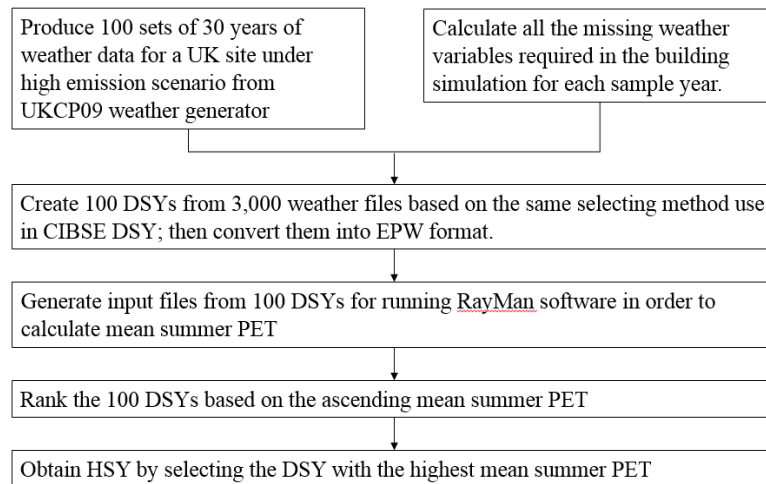 Produce 100 sets of 30 years of
weather data for a UK site under
high emission scenario from
UKCP09 weather generator
Calculate all the missing weather
variables required in the building
simulation for each sample year.
Create 100 DSYs from 3,000 weather files based on the same selecting method use
in CIBSE DSY; then convert them into EPW format.
Generate input files from 100 DSYs for running RayMan software in order to
calculate mean summer PET
Rank the 100 DSYs based on the ascending mean summer PET
Obtain HSY by selecting the DSY with the highest mean summer PET